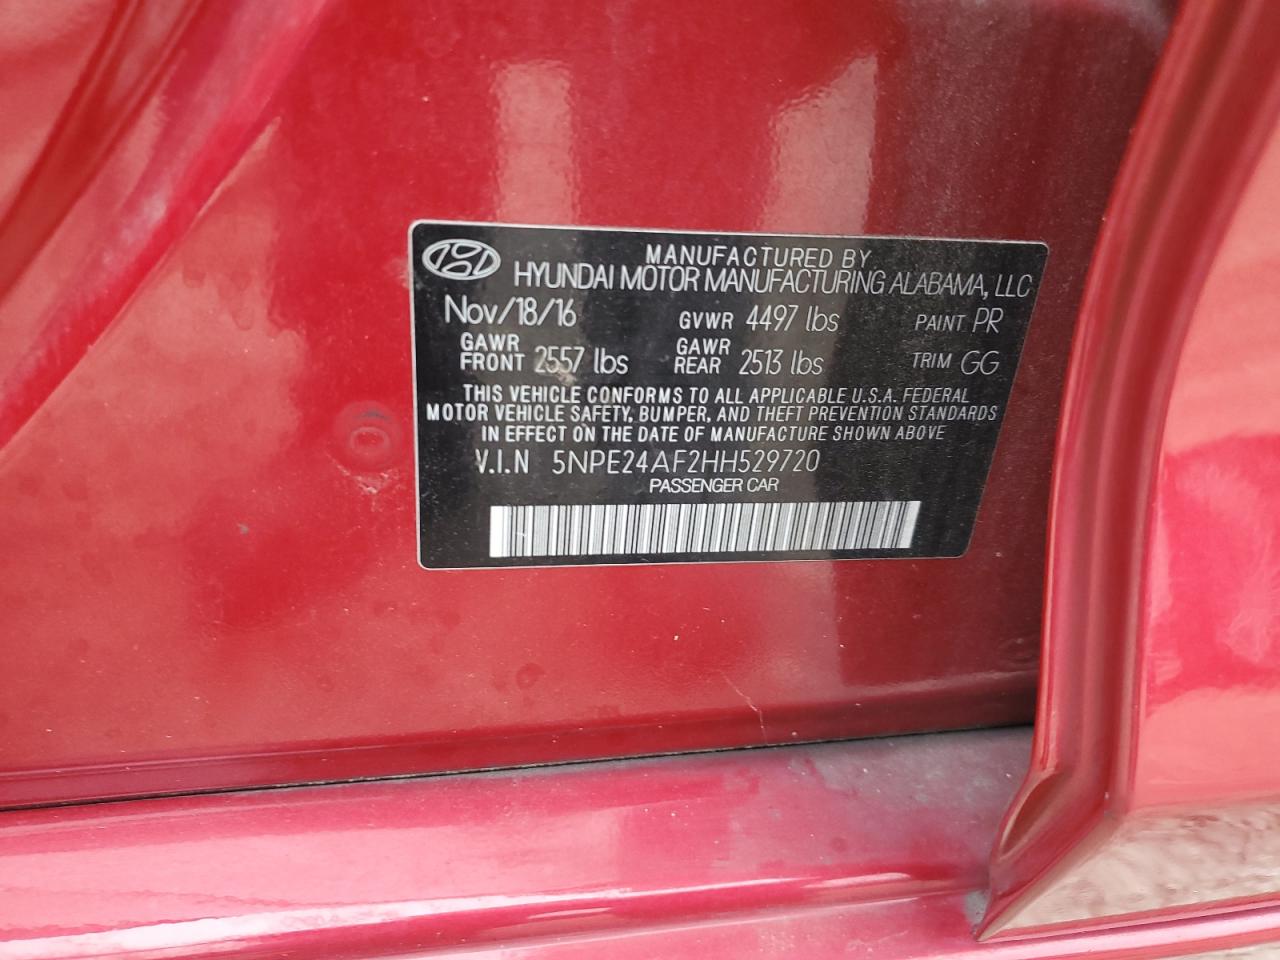 MANUFACTURED BY
HYUNDAI MOTOR MANUFACTURING ALABAMA, LLC
Nov/18/16 GVWR 4497 lbs PAINT PR
GAWR FRONT 2557 lbs GAWR REAR 2513 lbs TRIM GG
THIS VEHICLE CONFORMS TO ALL APPLICABLE U.S.A. FEDERAL
MOTOR VEHICLE SAFETY, BUMPER, AND THEFT PREVENTION STANDARDS
IN EFFECT ON THE DATE OF MANUFACTURE SHOWN ABOVE
V.I.N 5NPE24AF2HH529720
PASSENGER CAR